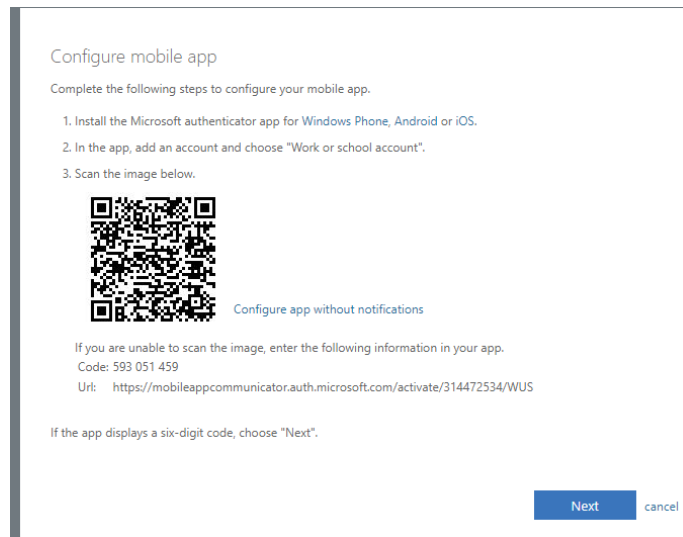 Configure mobile app
Complete the following steps to configure your mobile app.
1. Install the Microsoft authenticator app for Windows Phone, Android or iOS.
2. In the app, add an account and choose "Work or school account".
3. Scan the image below.
Configure app without notifications
If you are unable to scan the image, enter the following information in your app.
Code: 593 051 459
Url: https://mobileappcommunicator.auth.microsoft.com/activate/314472534/WUS
If the app displays a six-digit code, choose "Next".
Next cancel